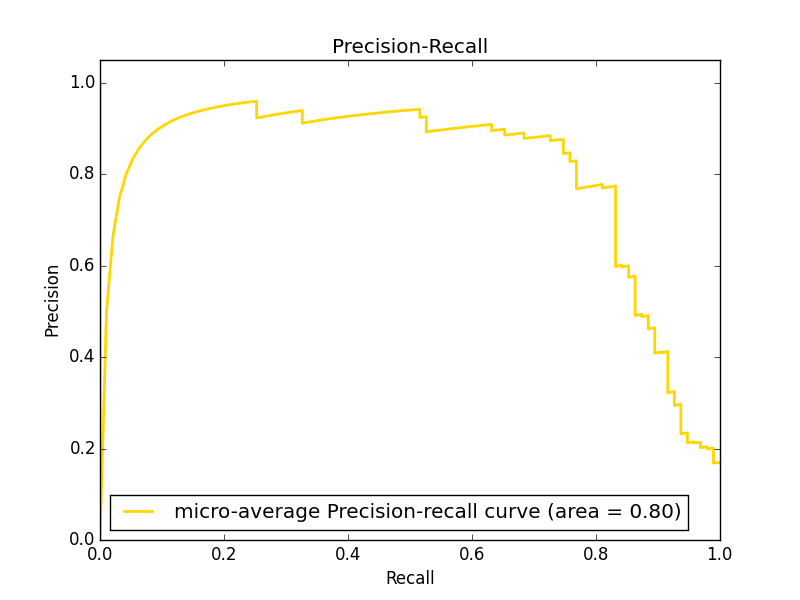 Precision-Recall
1.0
0.8
0.6
0.4
0.2
0.0
Precision
micro-average Precision-recall curve (area = 0.80)
0.0 0.2 0.4 0.6 0.8 1.0
Recall